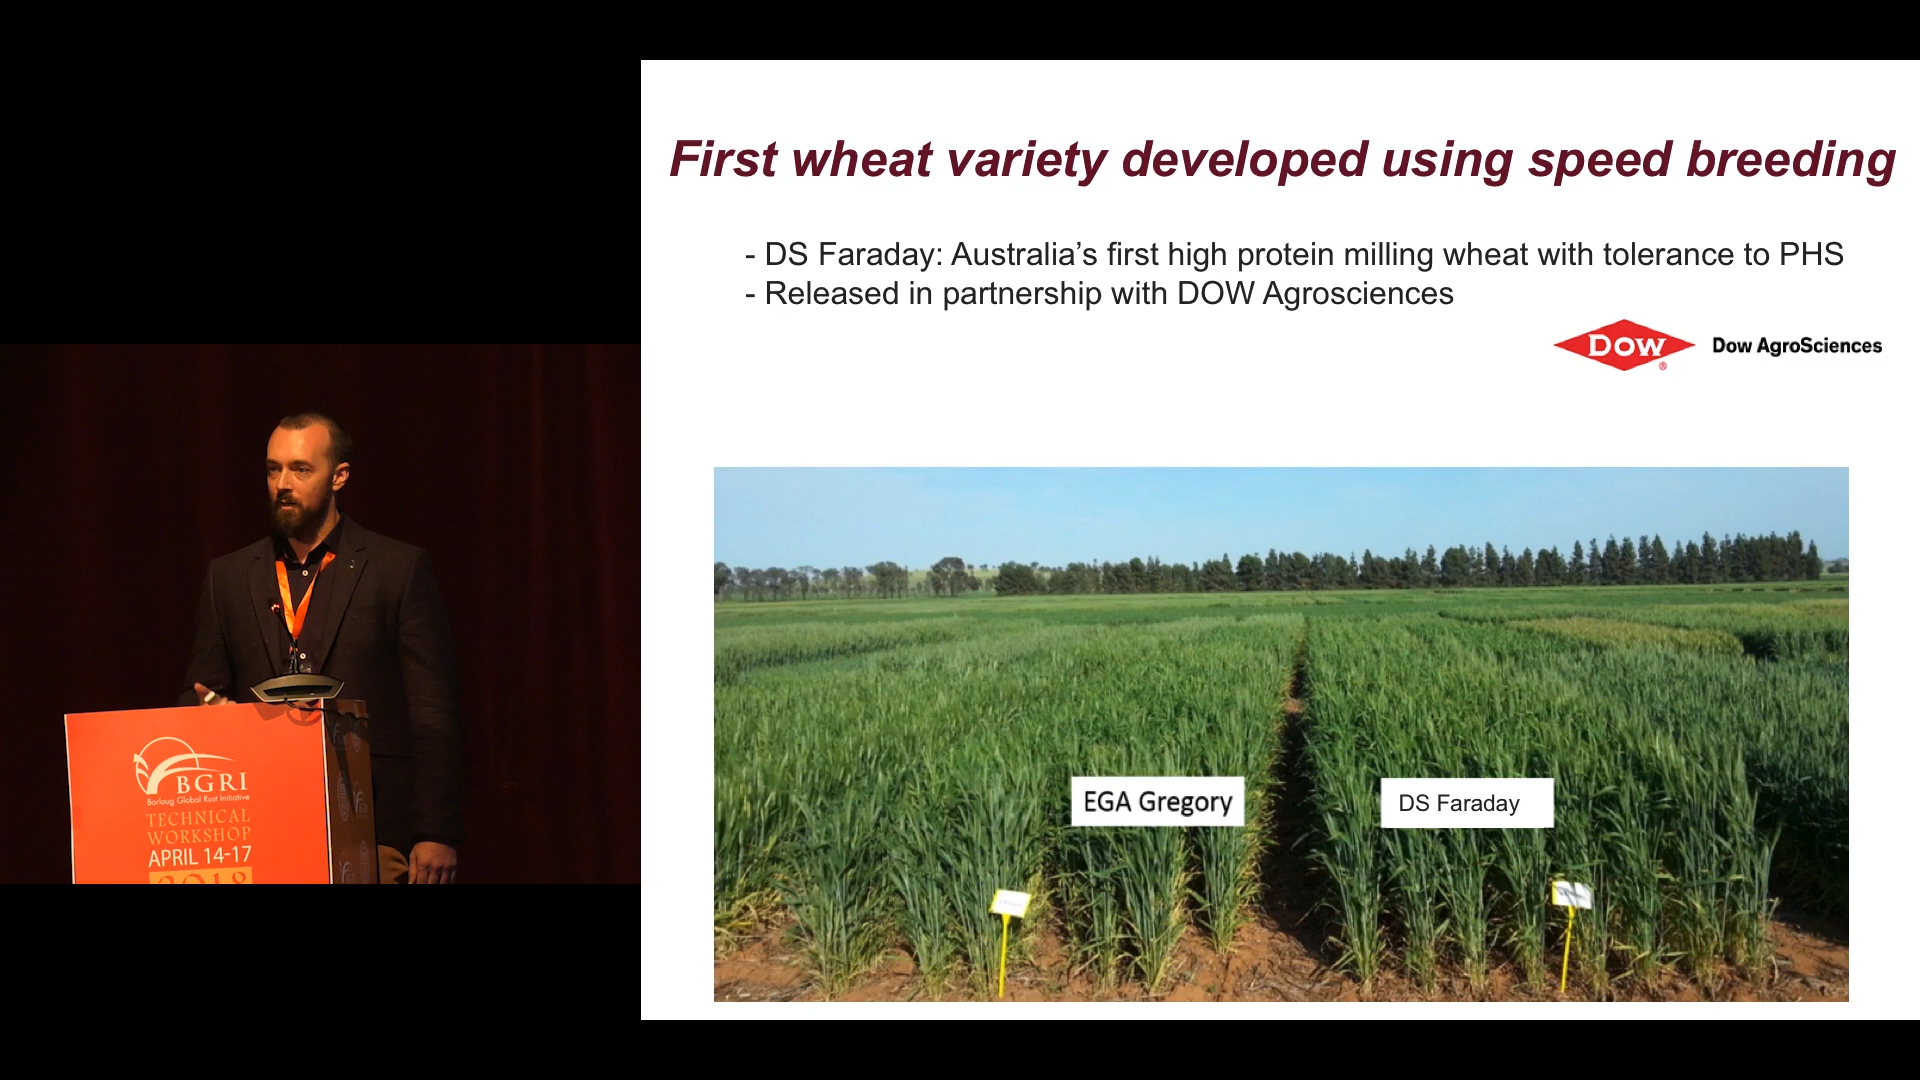 First wheat variety developed using speed breeding
- DS Faraday: Australia’s first high protein milling wheat with tolerance to PHS
- Released in partnership with DOW Agrosciences
DOW ®
Dow AgroSciences
EGA Gregory
DS Faraday
BGRI
Borlaug Global Rust Initiative
TECHNICAL
WORKSHOP
APRIL 14-17
2018